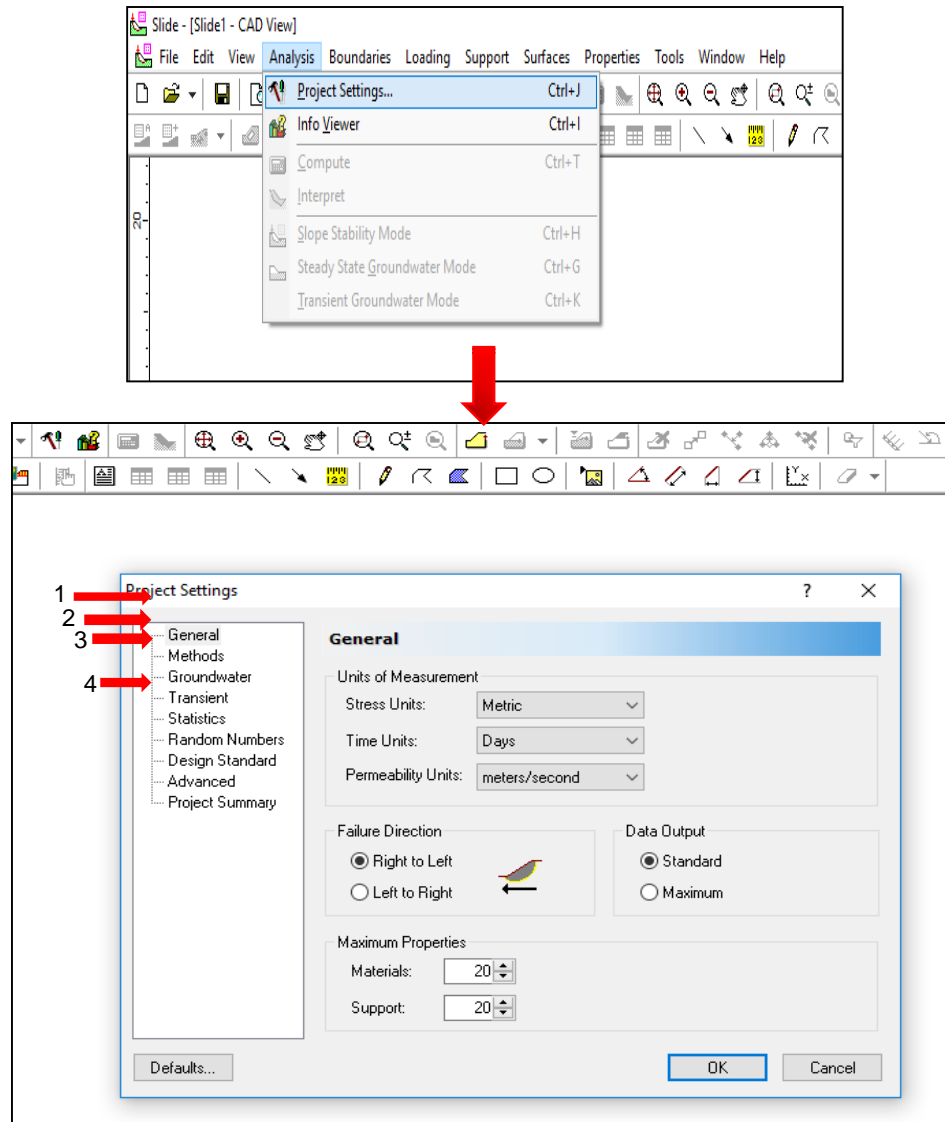 Slide - [Slide1 - CAD View]
File Edit View Analysis Boundaries Loading Support Surfaces Properties Tools Window Help
Project Settings... Ctrl+J
Info Viewer Ctrl+I
Compute Ctrl+T
Interpret
Slope Stability Mode Ctrl+H
Steady State Groundwater Mode Ctrl+G
Transient Groundwater Mode Ctrl+K
20
123
123
Project Settings ?
1
2
3
4
General
Methods
Groundwater
Transient
Statistics
Random Numbers
Design Standard
Advanced
Project Summary
General
Units of Measurement
Stress Units: Metric
Time Units: Days
Permeability Units: meters/second
Failure Direction
Right to Left
Left to Right
Data Output
Standard
Maximum
Maximum Properties
Materials: 20
Support: 20
Defaults... OK Cancel